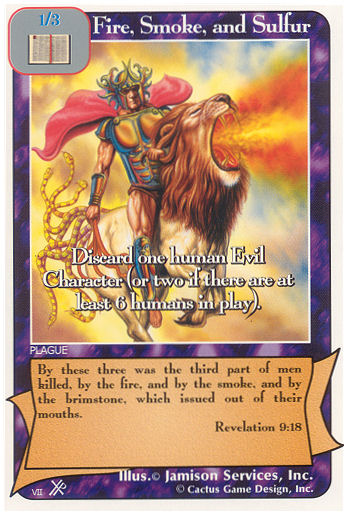 1/3
Fire, Smoke, and Sulfur
Discard one human Evil
Character (or two if there are at
least 6 humans in play).
PLAGUE
By these three was the third part of men
killed, by the fire, and by the smoke, and by
the brimstone, which issued out of their
mouths.
Revelation 9:18
VII
Illus.© Jamison Services, Inc.
© Cactus Game Design, Inc.